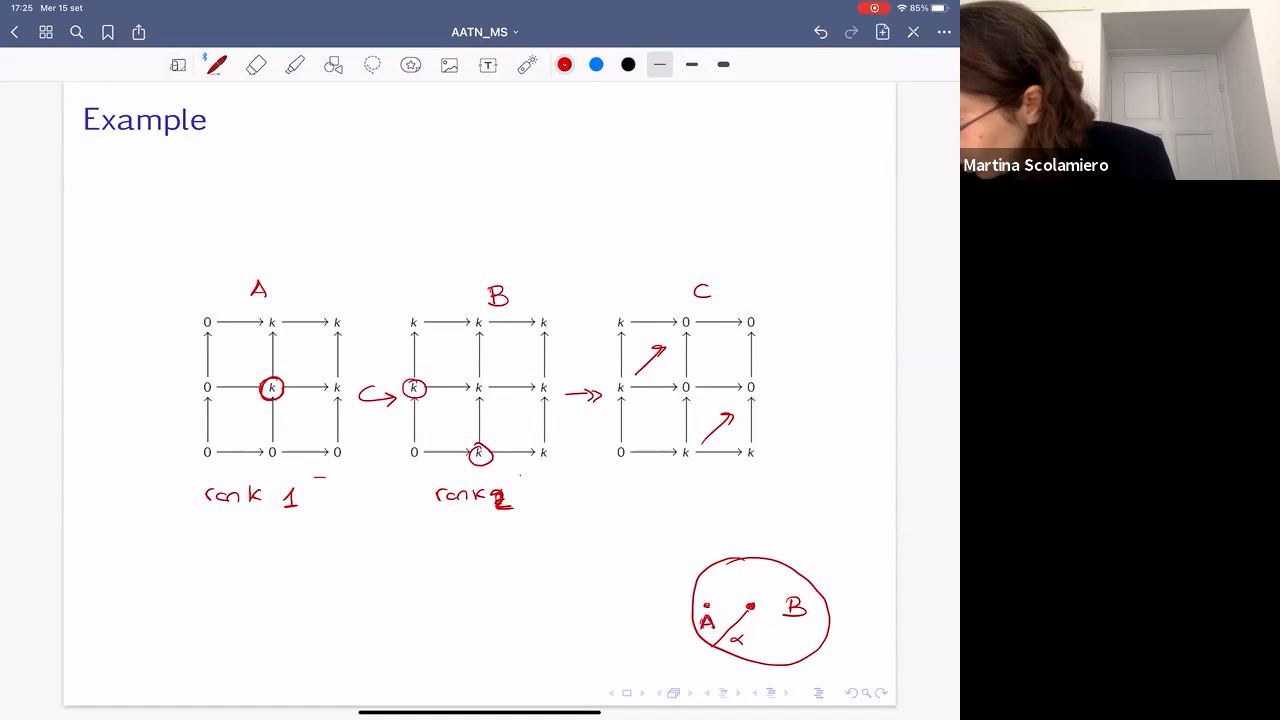 17:25 Mer 15 set
85%
AATN_MS
T
Example
A
B
C
0 k k
k k k
k 0 0
0 k k
k k k
k 0 0
0 0 0
0 k k
0 k k
rank 1
rank 2
A
B
α
Martina Scolamiero